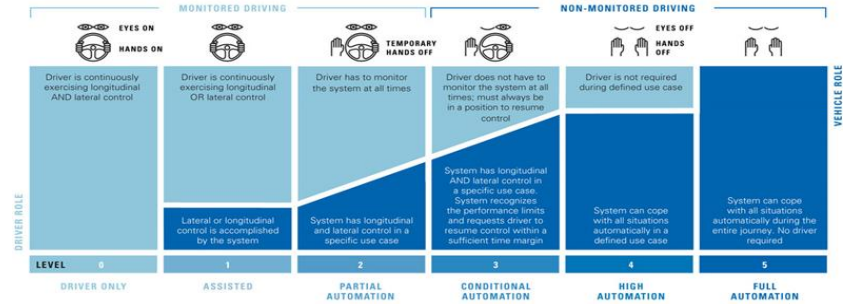 MONITORED DRIVING
NON-MONITORED DRIVING
EYES ON
HANDS ON
TEMPORARY
HANDS OFF
EYES OFF
HANDS
OFF
Driver is continuously
exercising longitudinal
AND lateral control
Driver is continuously
exercising longitudinal
OR lateral control
Driver has to monitor
the system at all times
Driver does not have to
monitor the system at all
times; must always be
in a position to resume
control
Driver is not required
during defined use case
VEHICLE ROLE
DRIVER ROLE
Lateral or longitudinal
control is accomplished
by the system
System has longitudinal
and lateral control in a
specific use case
System has longitudinal
AND lateral control in
a specific use case.
System recognizes
the performance limits
and requests driver to
resume control within a
sufficient time margin
System can cope
with all situations
automatically in a
defined use case
System can cope
with all situations
automatically during the
entire journey. No driver
required
LEVEL 0 1 2 3 4 5
DRIVER ONLY
ASSISTED
PARTIAL
AUTOMATION
CONDITIONAL
AUTOMATION
HIGH
AUTOMATION
FULL
AUTOMATION